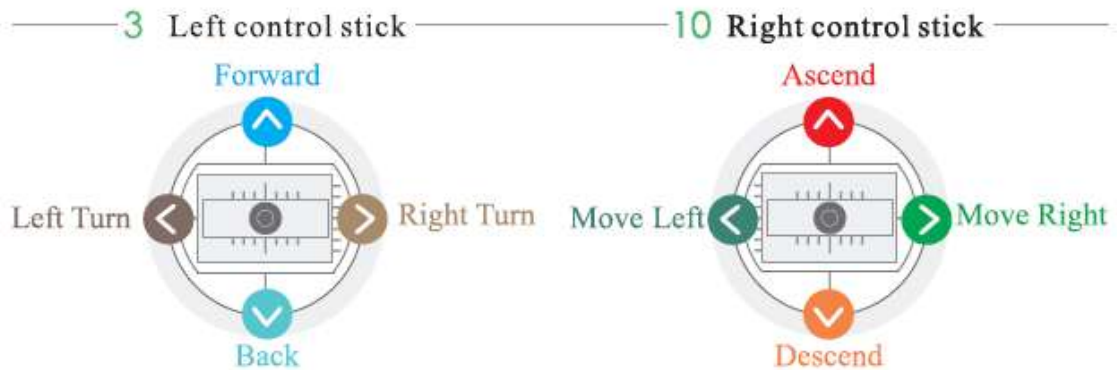 3 Left control stick
10 Right control stick
Forward
Ascend
Left Turn
Right Turn
Move Left
Move Right
Back
Descend